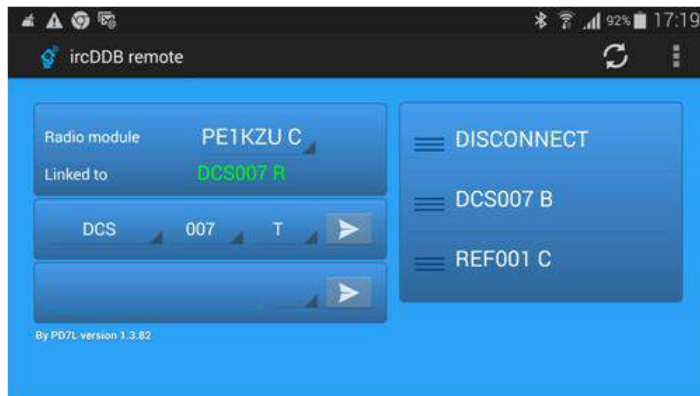 92% 17:19
ircDDB remote
Radio module PE1KZU C
Linked to DCS007 R
DCS 007 T
By PD7L version 1.3.82
DISCONNECT
DCS007 B
REF001 C